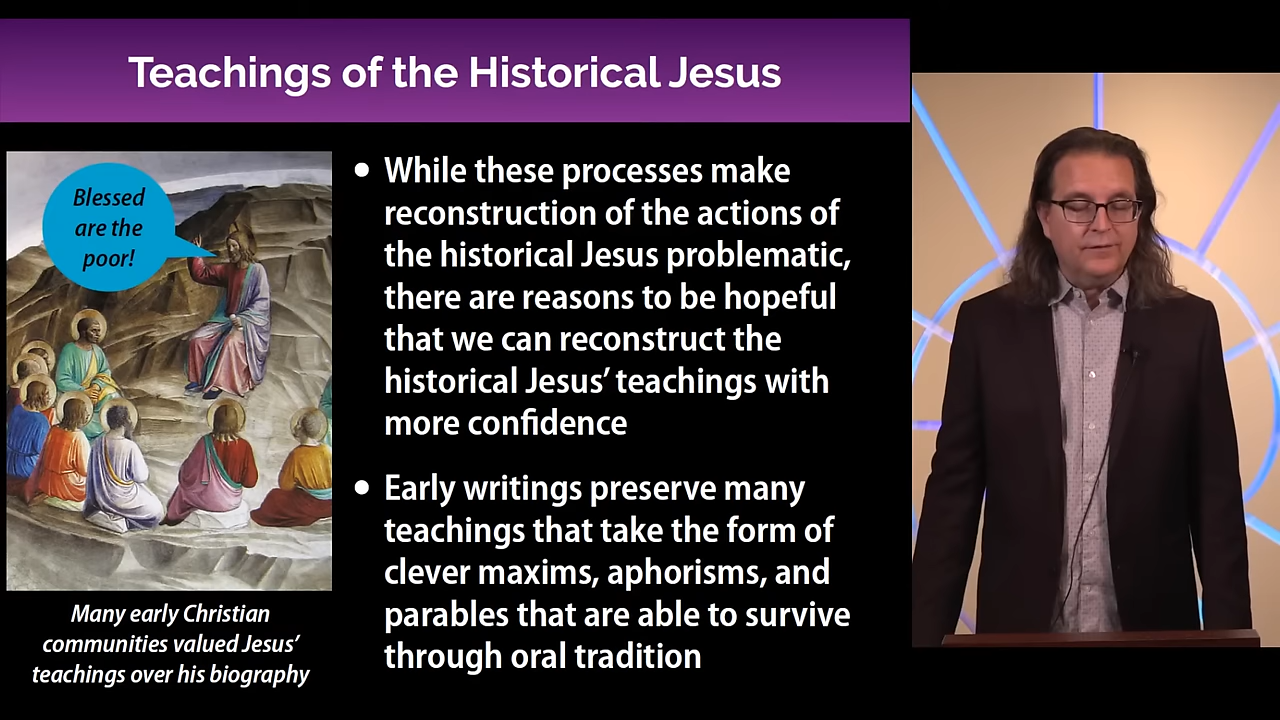 Teachings of the Historical Jesus
Blessed
are the
poor!
Many early Christian
communities valued Jesus’
teachings over his biography
• While these processes make
reconstruction of the actions of
the historical Jesus problematic,
there are reasons to be hopeful
that we can reconstruct the
historical Jesus’ teachings with
more confidence
• Early writings preserve many
teachings that take the form of
clever maxims, aphorisms, and
parables that are able to survive
through oral tradition